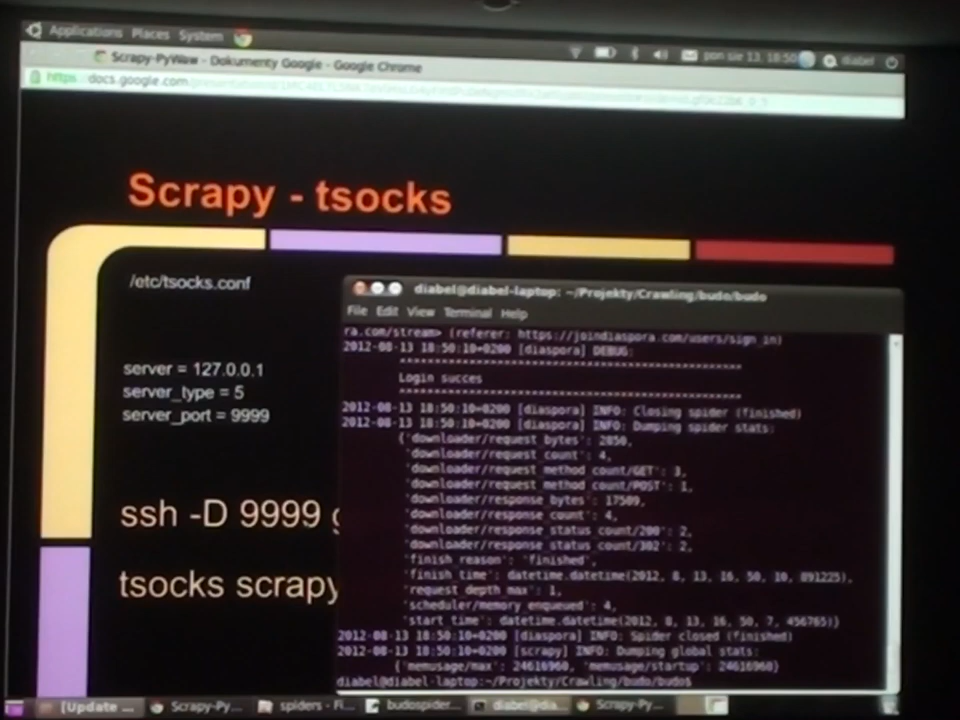 Applications Places System
pon sie 13, 18:50 diabel
Scrapy-PyWaw - Dokumenty Google - Google Chrome
https docs.google.com
Scrapy - tsocks
/etc/tsocks.conf
server = 127.0.0.1
server_type = 5
server_port = 9999
ssh -D 9999
tsocks scrapy
diabel@diabel-laptop: ~/Projekty/Crawling/budo/budo
File Edit View Terminal Help
ra.com/stream> (referer: https://joindiaspora.com/users/sign_in)
2012-08-13 18:50:10+0200 [diaspora] DEBUG:
Login succes
2012-08-13 18:50:10+0200 [diaspora] INFO: Closing spider (finished)
2012-08-13 18:50:10+0200 [diaspora] INFO: Dumping spider stats:
{'downloader/request_bytes': 2850,
'downloader/request_count': 4,
'downloader/request_method_count/GET': 3,
'downloader/request_method_count/POST': 1,
'downloader/response_bytes': 17509,
'downloader/response_count': 4,
'downloader/response_status_count/200': 2,
'downloader/response_status_count/302': 2,
'finish_reason': 'finished',
'finish_time': datetime.datetime(2012, 8, 13, 16, 50, 10, 891225),
'request_depth_max': 1,
'scheduler/memory_enqueued': 4,
'start_time': datetime.datetime(2012, 8, 13, 16, 50, 7, 456765)}
2012-08-13 18:50:10+0200 [diaspora] INFO: Spider closed (finished)
2012-08-13 18:50:10+0200 [scrapy] INFO: Dumping global stats:
{'memusage/max': 24616960, 'memusage/startup': 24616960}
diabel@diabel-laptop:~/Projekty/Crawling/budo/budo$
[Update ... Scrapy-Py... spiders - Fi... budospider... diabel@dia... Scrapy-Py...